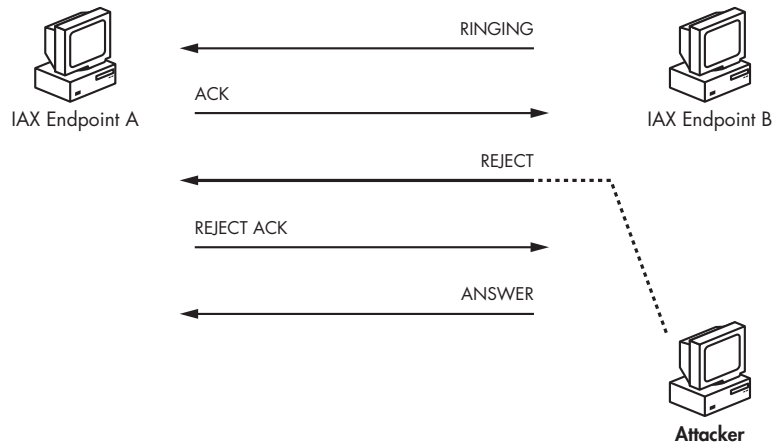 RINGING
ACK
IAX Endpoint A
IAX Endpoint B
REJECT
REJECT ACK
ANSWER
Attacker